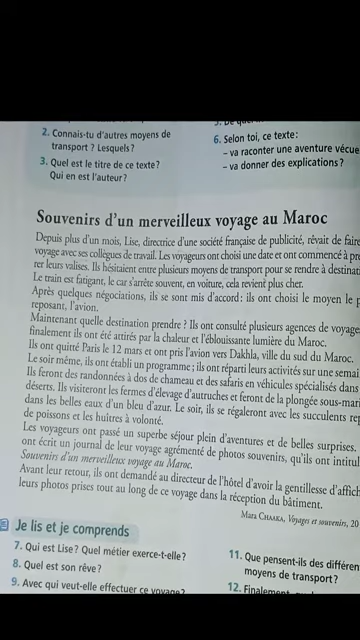 2. Connais-tu d'autres moyens de
transport ? Lesquels ?
3. Quel est le titre de ce texte ?
Qui en est l'auteur ?
6. Selon toi, ce texte :
– va raconter une aventure vécue
– va donner des explications ?
Souvenirs d'un merveilleux voyage au Maroc
Depuis plus d'un mois, Lise, directrice d'une société française de publicité, rêvait de faire
voyage avec ses collègues de travail. Les voyageurs ont choisi une date et ont commencé à
rer leurs valises. Ils hésitaient entre plusieurs moyens de transport pour se rendre à
Le train est fatigant, le car s'arrête souvent, en voiture, cela revient plus cher.
Après quelques négociations, ils se sont mis d'accord : ils ont choisi le moyen le
reposant, l'avion.
Maintenant quelle destination prendre ? Ils ont consulté plusieurs agences de
finalement ils ont été attirés par la chaleur et l'éblouissante lumière du Maroc.
Ils ont quitté Paris le 12 mars et ont pris l'avion vers Dakhla, ville du sud du Maroc.
Le soir même, ils ont établi un programme ; ils ont réparti leurs activités sur une
Ils feront des randonnées à dos de chameau et des safaris en véhicules spécialisés dans
déserts. Ils visiteront les fermes d'élevage d'autruches et feront de la plongée
dans les belles eaux d'un bleu d'azur. Le soir, ils se régaleront avec les succulents
de poissons et les huitres à volonté.
Les voyageurs ont passé un superbe séjour plein d'aventures et de belles surprises.
ont écrit un journal de leur voyage agrémenté de photos souvenirs, qu'ils ont
Souvenirs d'un merveilleux voyage au Maroc.
Avant leur retour, ils ont demandé au directeur de l'hôtel d'avoir la gentillesse
leurs photos prises tout au long de ce voyage dans la réception du bâtiment.
Mara Chaka, Voyages et souvenirs, 20
Je lis et je comprends
7. Qui est Lise ? Quel métier exerce-t-elle ?
8. Quel est son rêve ?
9. Avec qui veut-elle effectuer ce voyage ?
11. Que pensent-ils des
moyens de transport ?
12. Finalement,